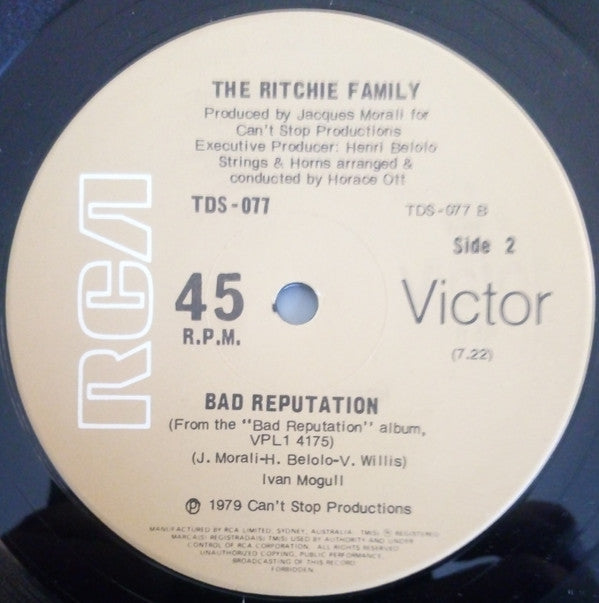 THE RITCHIE FAMILY
Produced by Jacques Morali for
Can't Stop Productions
Executive Producer: Henri Belolo
Strings & Horns arranged &
conducted by Horace Ott
TDS-077
TDS-077 B
Side 2
RCA
45
R.P.M.
Victor
(7.22)
BAD REPUTATION
(From the "Bad Reputation" album,
VPL1 4175)
(J. Morali-H. Belolo-V. Willis)
Ivan Mogull
℗ 1979 Can't Stop Productions
MANUFACTURED BY RCA LIMITED, SYDNEY, AUSTRALIA. TM(S) ® REGISTERED
MARCA(S) REGISTRADA(S) TM(S) USED BY AUTHORITY AND UNDER
CONTROL OF RCA CORPORATION. ALL RIGHTS RESERVED
UNAUTHORIZED COPYING, PUBLIC PERFORMANCE,
BROADCASTING OF THIS RECORD
FORBIDDEN.